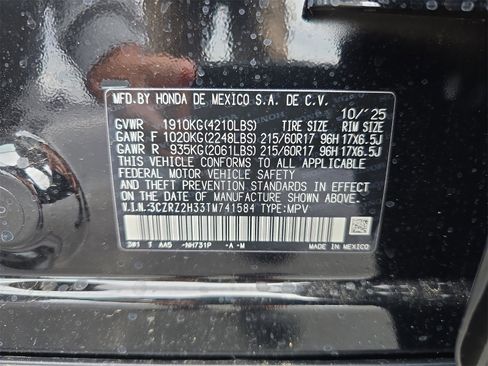 MFD.BY HONDA DE MEXICO S.A. DE C.V.
10/'25
GVWR 1910KG(4210LBS) TIRE SIZE RIM SIZE
GAWR F 1020KG(2248LBS) 215/60R17 96H 17X6.5J
GAWR R 935KG(2061LBS) 215/60R17 96H 17X6.5J
THIS VEHICLE CONFORMS TO ALL APPLICABLE
FEDERAL MOTOR VEHICLE SAFETY
AND THEFT PREVENTION STANDARDS IN EFFECT
ON THE DATE OF MANUFACTURE SHOWN ABOVE.
V.I.N.:3CZRZ2H33TM741584 TYPE:MPV
AA5 -NH731P -A -M
MADE IN MEXICO